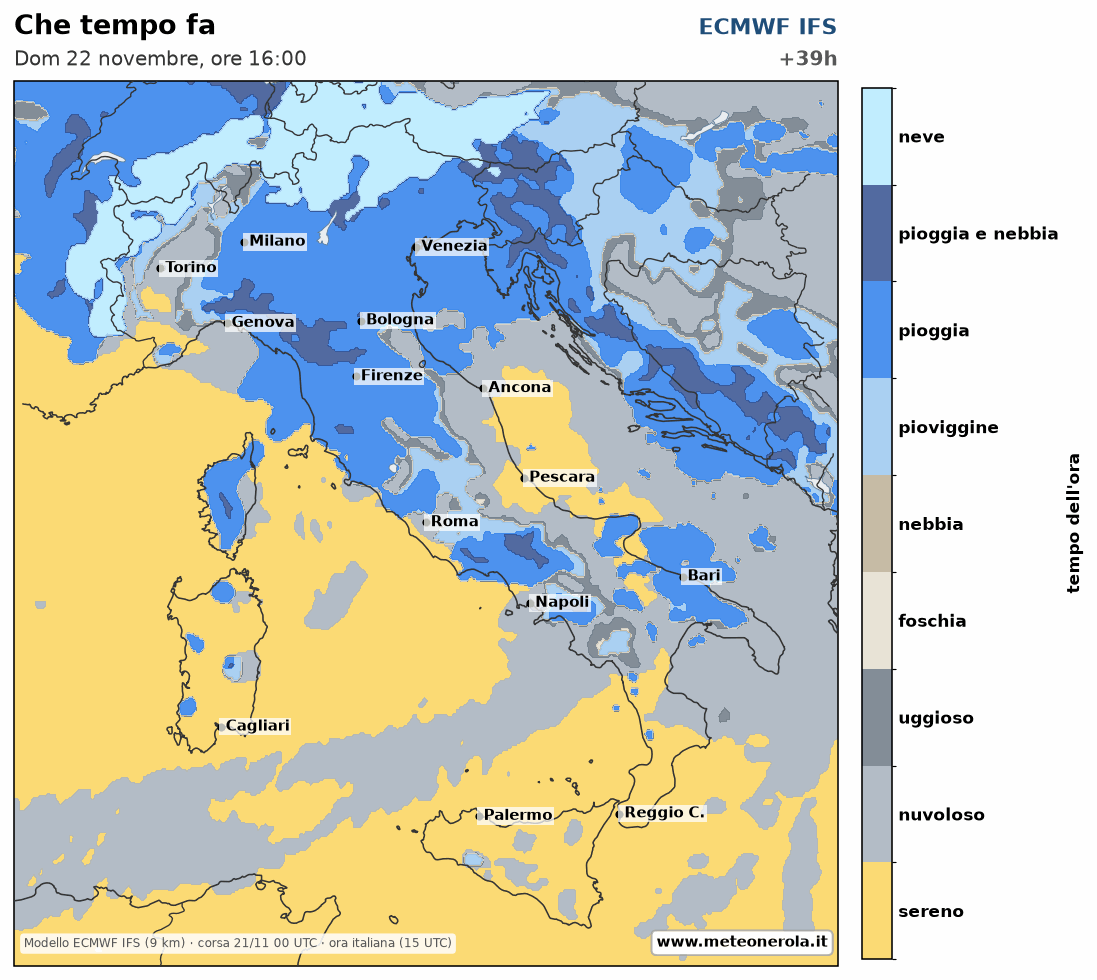 Che tempo fa
ECMWF IFS
Dom 22 novembre, ore 16:00
+39h
neve
pioggia e nebbia
pioggia
pioviggine
nebbia
foschia
uggioso
nuvoloso
sereno
tempo dell'ora
Milano
Venezia
Torino
Genova
Bologna
Firenze
Ancona
Pescara
Roma
Bari
Napoli
Cagliari
Palermo
Reggio C.
Modello ECMWF IFS (9 km) · corsa 21/11 00 UTC · ora italiana (15 UTC)
www.meteonerola.it